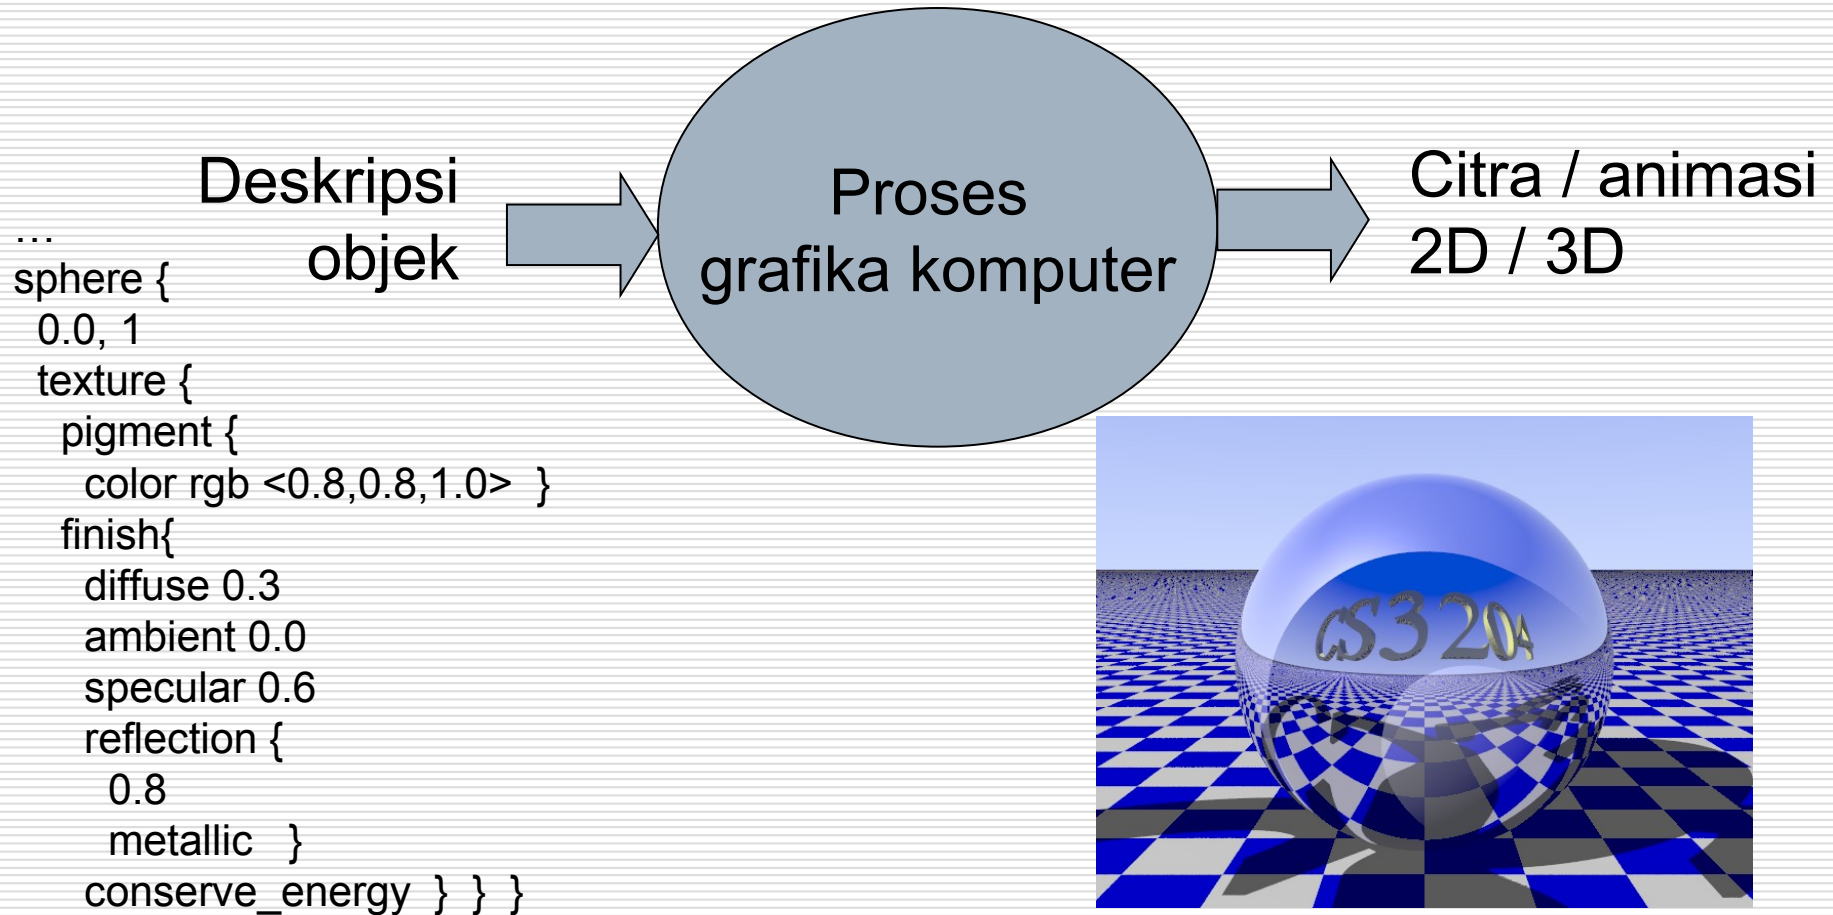 Deskripsi
objek
Proses
grafika komputer
Citra / animasi
2D / 3D
…
sphere {
0.0, 1
texture {
pigment {
color rgb <0.8,0.8,1.0> }
finish{
diffuse 0.3
ambient 0.0
specular 0.6
reflection {
0.8
metallic }
conserve_energy } } }
CS3204